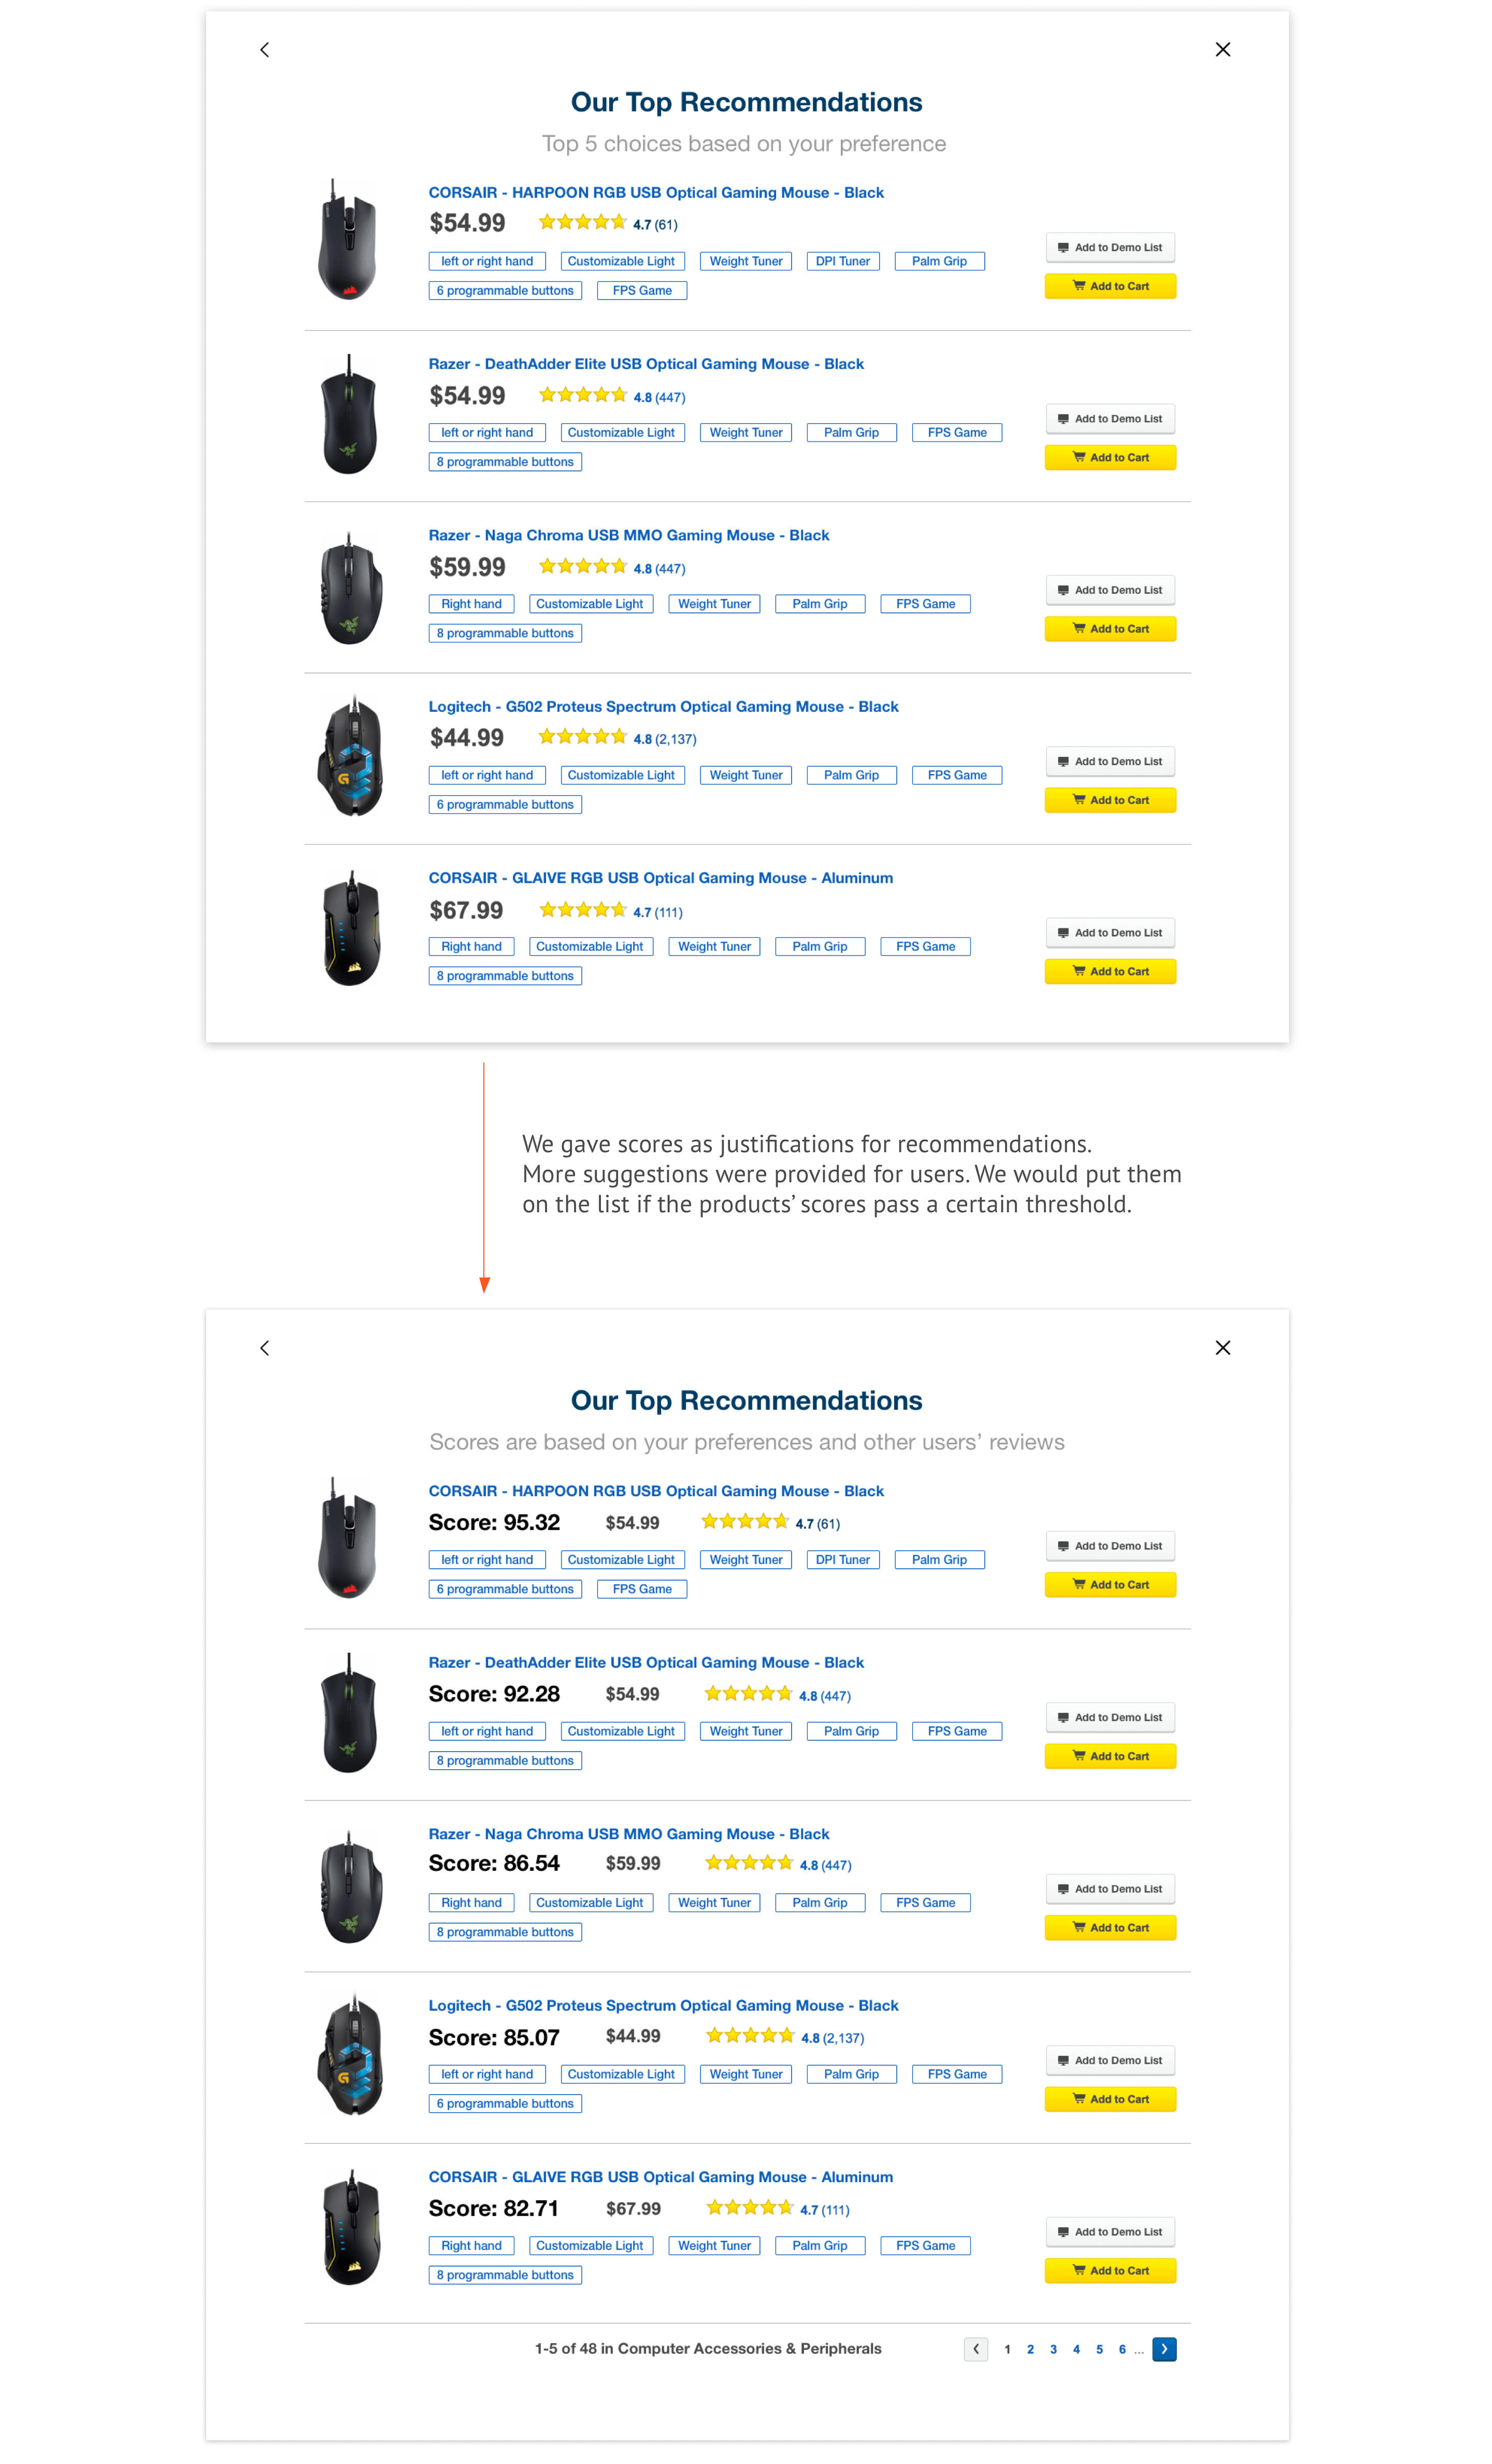 Our Top Recommendations
Top 5 choices based on your preference
CORSAIR - HARPOON RGB USB Optical Gaming Mouse - Black
$54.99 4.7 (61)
Add to Demo List
left or right hand Customizable Light Weight Tuner DPI Tuner Palm Grip
Add to Cart
6 programmable buttons FPS Game
Razer - DeathAdder Elite USB Optical Gaming Mouse - Black
$54.99 4.8 (447)
Add to Demo List
left or right hand Customizable Light Weight Tuner Palm Grip FPS Game
Add to Cart
8 programmable buttons
Razer - Naga Chroma USB MMO Gaming Mouse - Black
$59.99 4.8 (447)
Add to Demo List
Right hand Customizable Light Weight Tuner Palm Grip FPS Game
Add to Cart
8 programmable buttons
Logitech - G502 Proteus Spectrum Optical Gaming Mouse - Black
$44.99 4.8 (2,137)
Add to Demo List
left or right hand Customizable Light Weight Tuner Palm Grip FPS Game
Add to Cart
6 programmable buttons
CORSAIR - GLAIVE RGB USB Optical Gaming Mouse - Aluminum
$67.99 4.7 (111)
Add to Demo List
Right hand Customizable Light Weight Tuner Palm Grip FPS Game
Add to Cart
8 programmable buttons
We gave scores as justifications for recommendations.
More suggestions were provided for users. We would put them
on the list if the products’ scores pass a certain threshold.
Our Top Recommendations
Scores are based on your preferences and other users’ reviews
CORSAIR - HARPOON RGB USB Optical Gaming Mouse - Black
Score: 95.32 $54.99 4.7 (61)
Add to Demo List
left or right hand Customizable Light Weight Tuner DPI Tuner Palm Grip
Add to Cart
6 programmable buttons FPS Game
Razer - DeathAdder Elite USB Optical Gaming Mouse - Black
Score: 92.28 $54.99 4.8 (447)
Add to Demo List
left or right hand Customizable Light Weight Tuner Palm Grip FPS Game
Add to Cart
8 programmable buttons
Razer - Naga Chroma USB MMO Gaming Mouse - Black
Score: 86.54 $59.99 4.8 (447)
Add to Demo List
Right hand Customizable Light Weight Tuner Palm Grip FPS Game
Add to Cart
8 programmable buttons
Logitech - G502 Proteus Spectrum Optical Gaming Mouse - Black
Score: 85.07 $44.99 4.8 (2,137)
Add to Demo List
left or right hand Customizable Light Weight Tuner Palm Grip FPS Game
Add to Cart
6 programmable buttons
CORSAIR - GLAIVE RGB USB Optical Gaming Mouse - Aluminum
Score: 82.71 $67.99 4.7 (111)
Add to Demo List
Right hand Customizable Light Weight Tuner Palm Grip FPS Game
Add to Cart
8 programmable buttons
1-5 of 48 in Computer Accessories & Peripherals 1 2 3 4 5 6 ...